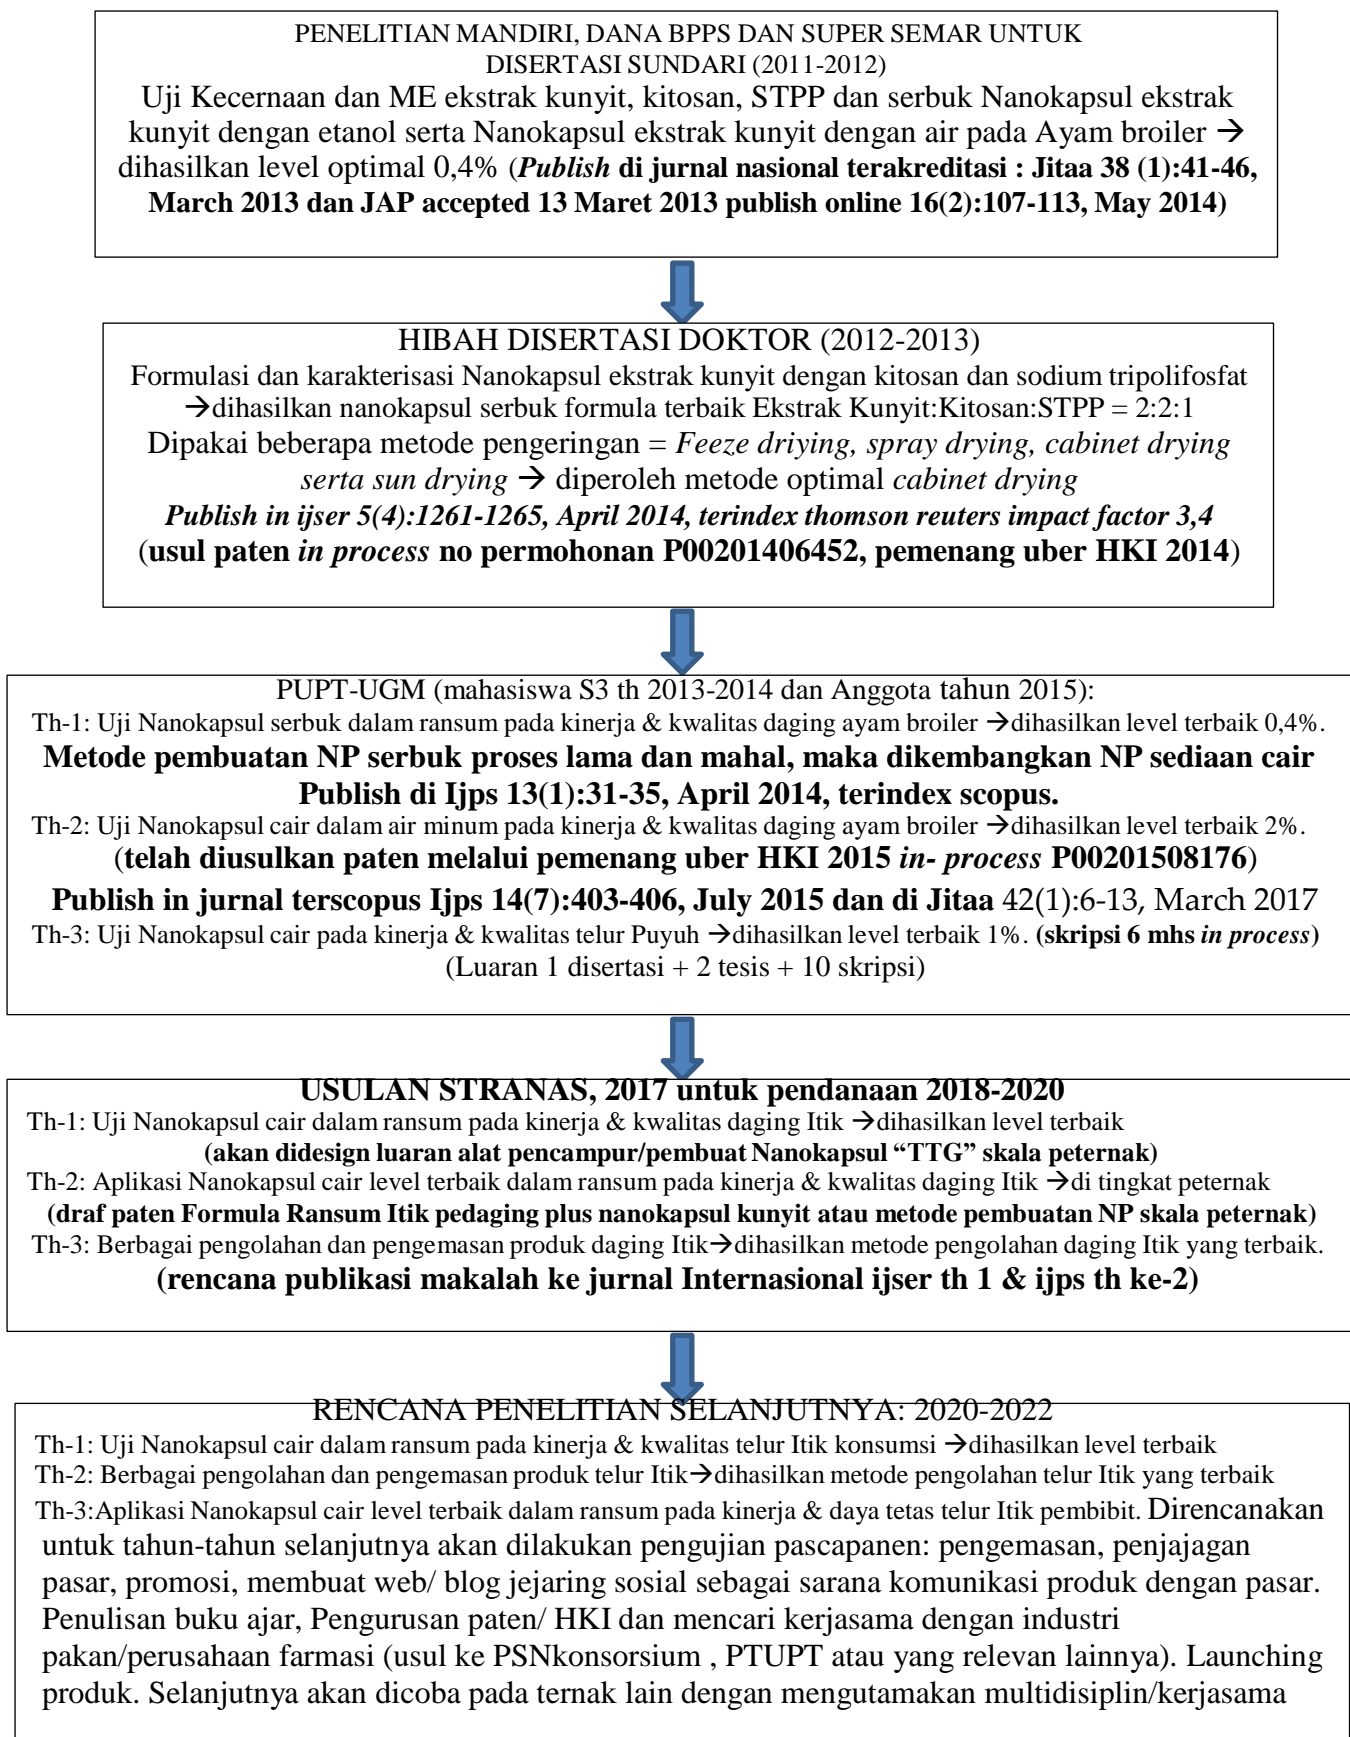 PENELITIAN MANDIRI, DANA BPPS DAN SUPER SEMAR UNTUK
DISERTASI SUNDARI (2011-2012)
Uji Kecernaan dan ME ekstrak kunyit, kitosan, STPP dan serbuk Nanokapsul ekstrak
kunyit dengan etanol serta Nanokapsul ekstrak kunyit dengan air pada Ayam broiler →
dihasilkan level optimal 0,4% (Publish di jurnal nasional terakreditasi : Jitaa 38 (1):41-46,
March 2013 dan JAP accepted 13 Maret 2013 publish online 16(2):107-113, May 2014)
HIBAH DISERTASI DOKTOR (2012-2013)
Formulasi dan karakterisasi Nanokapsul ekstrak kunyit dengan kitosan dan sodium tripolifosfat
→dihasilkan nanokapsul serbuk formula terbaik Ekstrak Kunyit:Kitosan:STPP = 2:2:1
Dipakai beberapa metode pengeringan = Feeze driying, spray drying, cabinet drying
serta sun drying → diperoleh metode optimal cabinet drying
Publish in ijser 5(4):1261-1265, April 2014, terindex thomson reuters impact factor 3,4
(usul paten in process no permohonan P00201406452, pemenang uber HKI 2014)
PUPT-UGM (mahasiswa S3 th 2013-2014 dan Anggota tahun 2015):
Th-1: Uji Nanokapsul serbuk dalam ransum pada kinerja & kwalitas daging ayam broiler →dihasilkan level terbaik 0,4%.
Metode pembuatan NP serbuk proses lama dan mahal, maka dikembangkan NP sediaan cair
Publish di Ijps 13(1):31-35, April 2014, terindex scopus.
Th-2: Uji Nanokapsul cair dalam air minum pada kinerja & kwalitas daging ayam broiler →dihasilkan level terbaik 2%.
(telah diusulkan paten melalui pemenang uber HKI 2015 in- process P00201508176)
Publish in jurnal terscopus Ijps 14(7):403-406, July 2015 dan di Jitaa 42(1):6-13, March 2017
Th-3: Uji Nanokapsul cair pada kinerja & kwalitas telur Puyuh →dihasilkan level terbaik 1%. (skripsi 6 mhs in process)
(Luaran 1 disertasi + 2 tesis + 10 skripsi)
USULAN STRANAS, 2017 untuk pendanaan 2018-2020
Th-1: Uji Nanokapsul cair dalam ransum pada kinerja & kwalitas daging Itik →dihasilkan level terbaik
(akan didesign luaran alat pencampur/pembuat Nanokapsul “TTG” skala peternak)
Th-2: Aplikasi Nanokapsul cair level terbaik dalam ransum pada kinerja & kwalitas daging Itik →di tingkat peternak
(draf paten Formula Ransum Itik pedaging plus nanokapsul kunyit atau metode pembuatan NP skala peternak)
Th-3: Berbagai pengolahan dan pengemasan produk daging Itik→dihasilkan metode pengolahan daging Itik yang terbaik.
(rencana publikasi makalah ke jurnal Internasional ijser th 1 & ijps th ke-2)
RENCANA PENELITIAN SELANJUTNYA: 2020-2022
Th-1: Uji Nanokapsul cair dalam ransum pada kinerja & kwalitas telur Itik konsumsi →dihasilkan level terbaik
Th-2: Berbagai pengolahan dan pengemasan produk telur Itik→dihasilkan metode pengolahan telur Itik yang terbaik
Th-3:Aplikasi Nanokapsul cair level terbaik dalam ransum pada kinerja & daya tetas telur Itik pembibit. Direncanakan
untuk tahun-tahun selanjutnya akan dilakukan pengujian pascapanen: pengemasan, penjajagan
pasar, promosi, membuat web/ blog jejaring sosial sebagai sarana komunikasi produk dengan pasar.
Penulisan buku ajar, Pengurusan paten/ HKI dan mencari kerjasama dengan industri
pakan/perusahaan farmasi (usul ke PSNkonsorsium , PTUPT atau yang relevan lainnya). Launching
produk. Selanjutnya akan dicoba pada ternak lain dengan mengutamakan multidisiplin/kerjasama